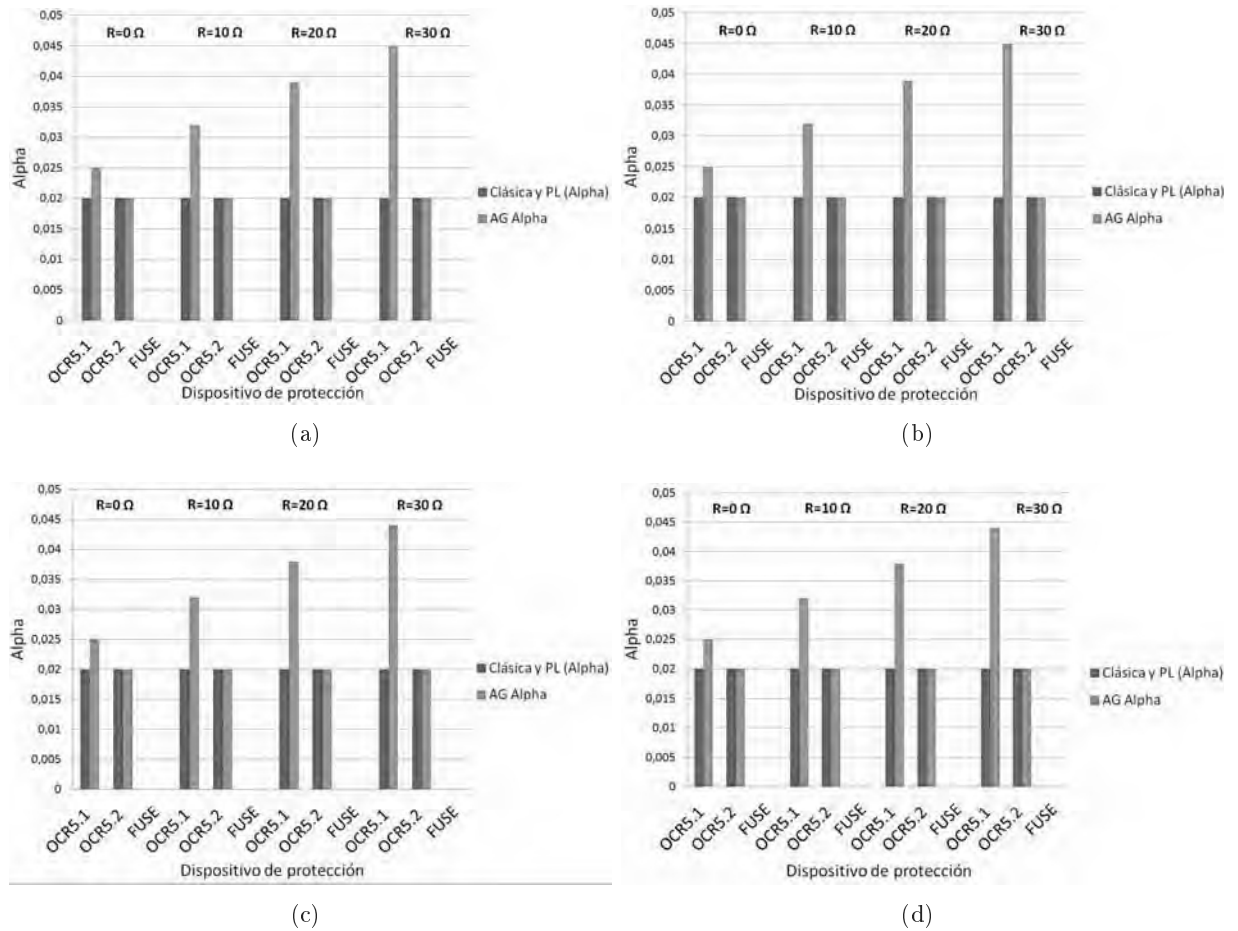 0,05
0,045
0,04
0,035
0,03
0,025
0,02
0,015
0,01
0,005
0
Alpha
R=0 Ω R=10 Ω R=20 Ω R=30 Ω
Clásica y PL (Alpha)
AG Alpha
OCR5.1 OCR5.2 FUSE OCR5.1 OCR5.2 FUSE OCR5.1 OCR5.2 FUSE OCR5.1 OCR5.2 FUSE
Dispositivo de protección
(a)
0,05
0,045
0,04
0,035
0,03
0,025
0,02
0,015
0,01
0,005
0
Alpha
R=0 Ω R=10 Ω R=20 Ω R=30 Ω
Clásica y PL (Alpha)
AG Alpha
OCR5.1 OCR5.2 FUSE OCR5.1 OCR5.2 FUSE OCR5.1 OCR5.2 FUSE OCR5.1 OCR5.2 FUSE
Dispositivo de protección
(b)
0,05
0,045
0,04
0,035
0,03
0,025
0,02
0,015
0,01
0,005
0
Alpha
R=0 Ω R=10 Ω R=20 Ω R=30 Ω
Clásica y PL (Alpha)
AG Alpha
OCR5.1 OCR5.2 FUSE OCR5.1 OCR5.2 FUSE OCR5.1 OCR5.2 FUSE OCR5.1 OCR5.2 FUSE
Dispositivo de protección
(c)
0,05
0,045
0,04
0,035
0,03
0,025
0,02
0,015
0,01
0,005
0
Alpha
R=0 Ω R=10 Ω R=20 Ω R=30 Ω
Clásica y PL (Alpha)
AG Alpha
OCR5.1 OCR5.2 FUSE OCR5.1 OCR5.2 FUSE OCR5.1 OCR5.2 FUSE OCR5.1 OCR5.2 FUSE
Dispositivo de protección
(d)